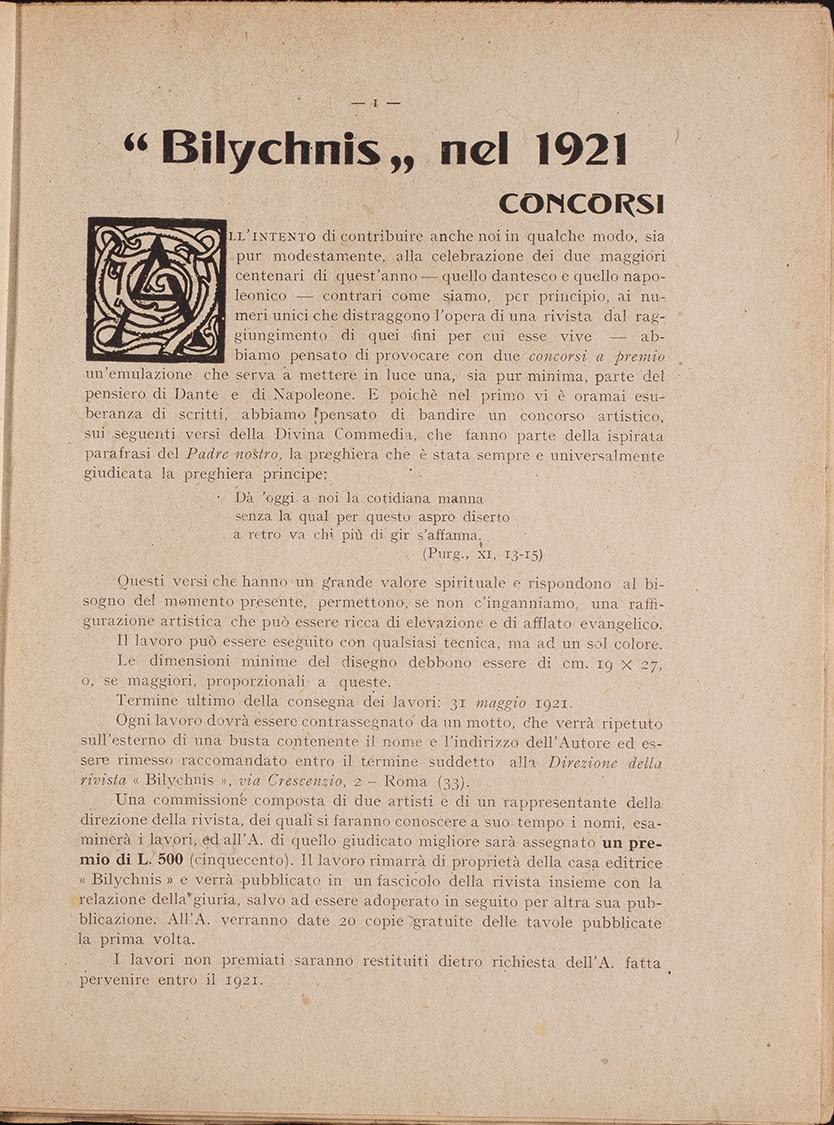 — 1 —
“ Bilychnis „ nel 1921
CONCORSI
ALL'INTENTO di contribuire anche noi in qualche modo, sia
pur modestamente, alla celebrazione dei due maggiori
centenari di quest'anno — quello dantesco e quello napo-
leonico — contrari come siamo, per principio, ai nu-
meri unici che distraggono l'opera di una rivista dal rag-
giungimento di quei fini per cui esse vive — ab-
biamo pensato di provocare con due concorsi a premio
un'emulazione che serva a mettere in luce una, sia pur minima, parte del
pensiero di Dante e di Napoleone. E poichè nel primo vi è oramai esu-
beranza di scritti, abbiamo pensato di bandire un concorso artistico,
sui seguenti versi della Divina Commedia, che fanno parte della ispirata
parafrasi del Padre nostro, la preghiera che è stata sempre e universalmente
giudicata la preghiera principe:
Dà 'oggi a noi la cotidiana manna
senza la qual per questo aspro diserto
a retro va chi più di gir s'affanna.
(Purg., XI, 13-15)
Questi versi che hanno un grande valore spirituale e rispondono al bi-
sogno del momento presente, permettono, se non c'inganniamo, una raffi-
gurazione artistica che può essere ricca di elevazione e di afflato evangelico.
Il lavoro può essere eseguito con qualsiasi tecnica, ma ad un sol colore.
Le dimensioni minime del disegno debbono essere di cm. 19 × 27,
o, se maggiori, proporzionali a queste.
Termine ultimo della consegna dei lavori: 31 maggio 1921.
Ogni lavoro dovrà essere contrassegnato da un motto, che verrà ripetuto
sull'esterno di una busta contenente il nome e l'indirizzo dell'Autore ed es-
sere rimesso raccomandato entro il termine suddetto alla Direzione della
rivista « Bilychnis », via Crescenzio, 2 – Roma (33).
Una commissione composta di due artisti e di un rappresentante della
direzione della rivista, dei quali si faranno conoscere a suo tempo i nomi, esa-
minerà i lavori, ed all'A. di quello giudicato migliore sarà assegnato un pre-
mio di L. 500 (cinquecento). Il lavoro rimarrà di proprietà della casa editrice
« Bilychnis » e verrà pubblicato in un fascicolo della rivista insieme con la
relazione della giuria, salvo ad essere adoperato in seguito per altra sua pub-
blicazione. All'A. verranno date 20 copie gratuite delle tavole pubblicate
la prima volta.
I lavori non premiati saranno restituiti dietro richiesta dell'A. fatta
pervenire entro il 1921.